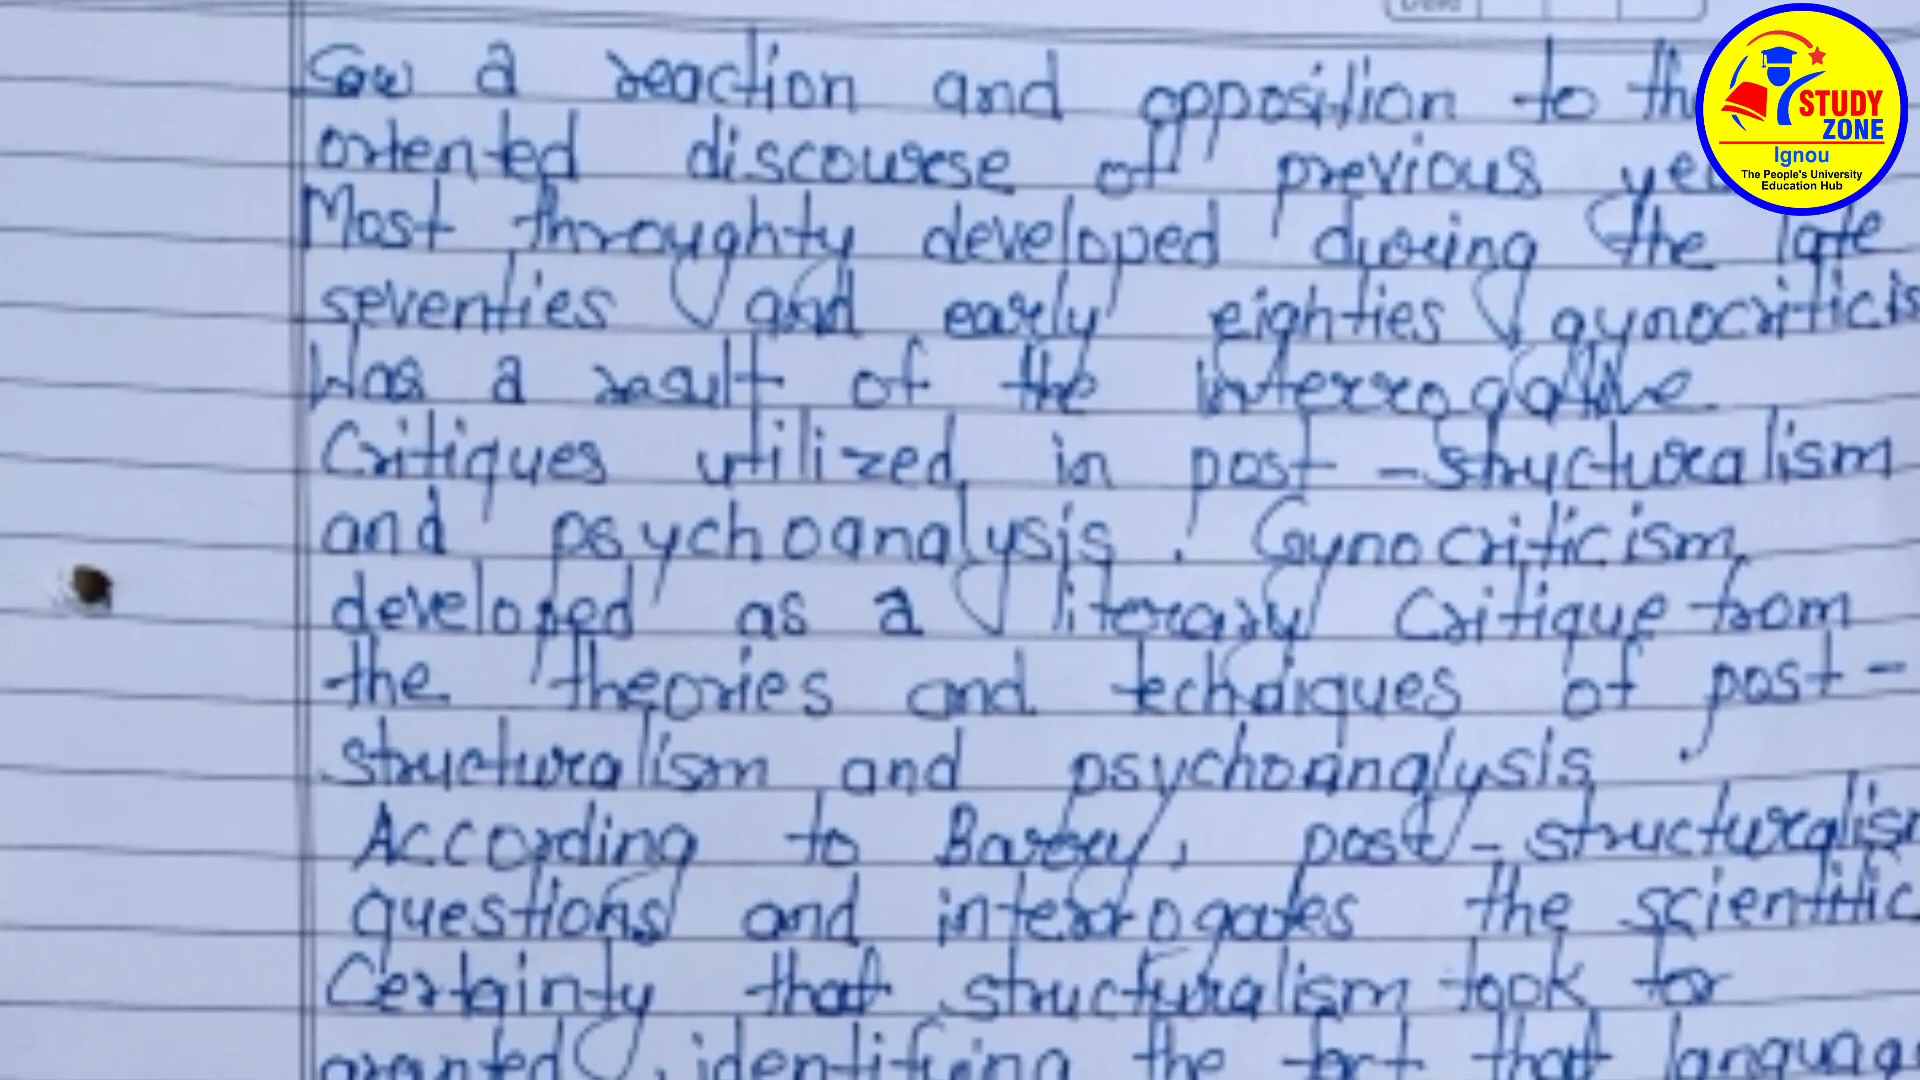 Saw a reaction and opposition to the
oriented discourse of previous
Most throughty developed during the late
seventies and early eighties gynocriticis
Was a result of the interrogative
Critiques utilized in post-structuralism
and psychoanalysis. Gynocriticism
developed as a literary Critique from
the theories and techniques of post-
structuralism and psychoanalysis.
According to Barry, post-structuralism
questions and interrogates the scientific
Certainty that structuralism took for
granted, identifying the fact that language
STUDY
ZONE
Ignou
The People's University
Education Hub